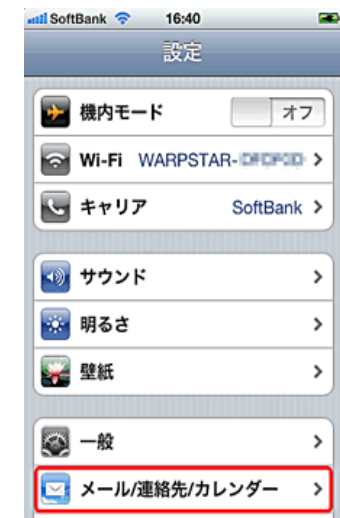 SoftBank 16:40
設定
機内モード オフ
Wi-Fi WARPSTAR-
キャリア SoftBank
サウンド
明るさ
壁紙
一般
メール/連絡先/カレンダー